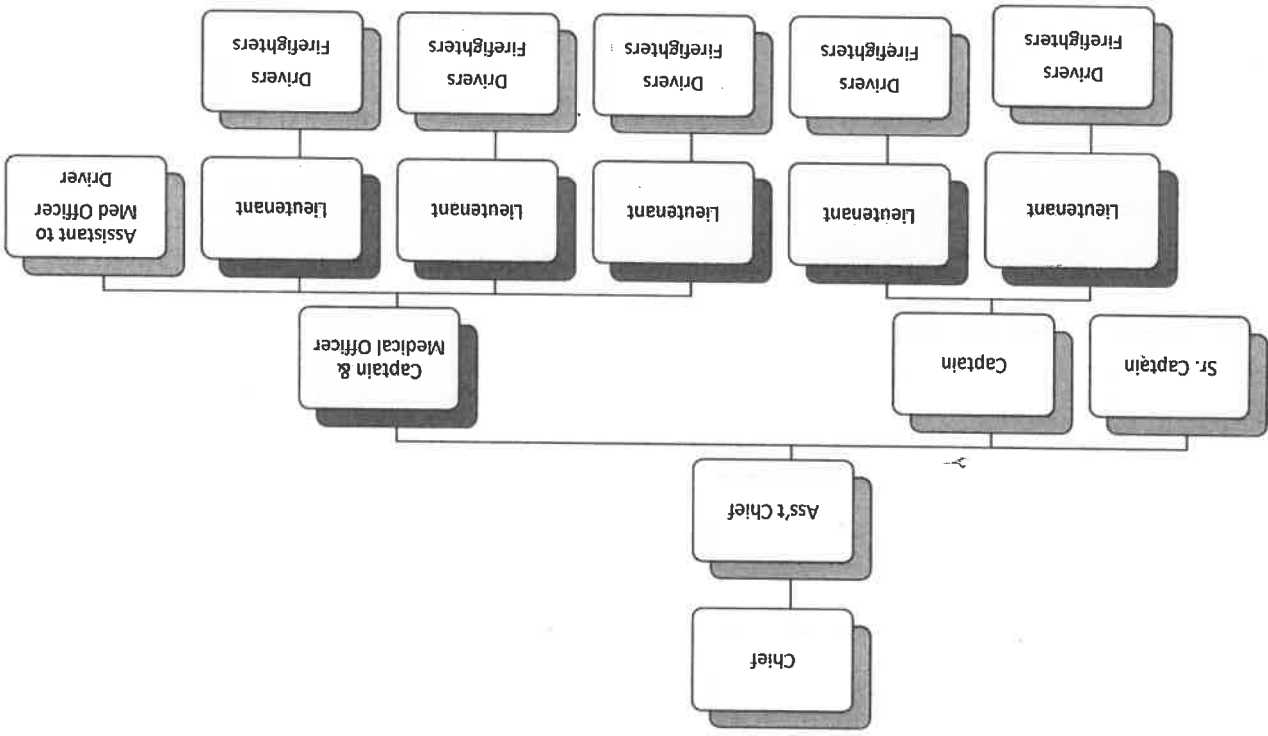 Chief
Ass't Chief
Sr. Captain
Captain
Captain &
Medical Officer
Lieutenant
Lieutenant
Lieutenant
Lieutenant
Lieutenant
Assistant to
Med Officer
Driver
Drivers
Firefighters
Drivers
Firefighters
Drivers
Firefighters
Drivers
Firefighters
Drivers
Firefighters